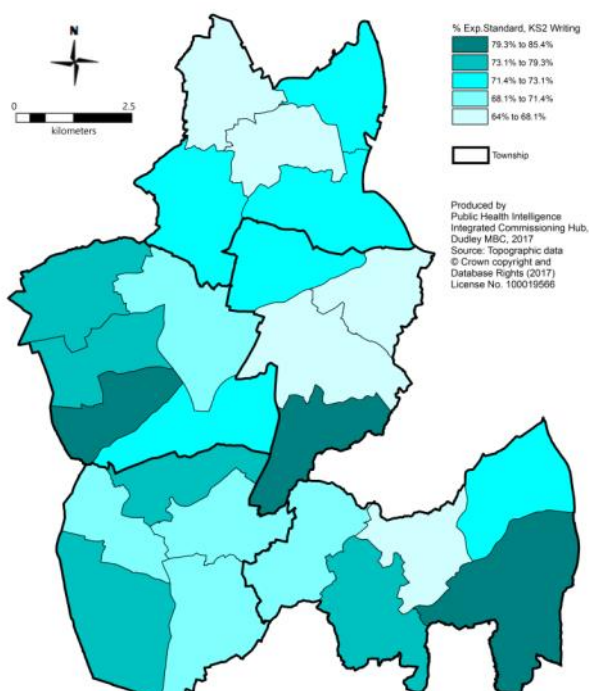 N
0 2.5
kilometers
% Exp.Standard, KS2 Writing
79.3% to 85.4%
73.1% to 79.3%
71.4% to 73.1%
68.1% to 71.4%
64% to 68.1%
Township
Produced by
Public Health Intelligence
Integrated Commissioning Hub,
Dudley MBC, 2017
Source: Topographic data
© Crown copyright and
Database Rights (2017)
License No. 100019566